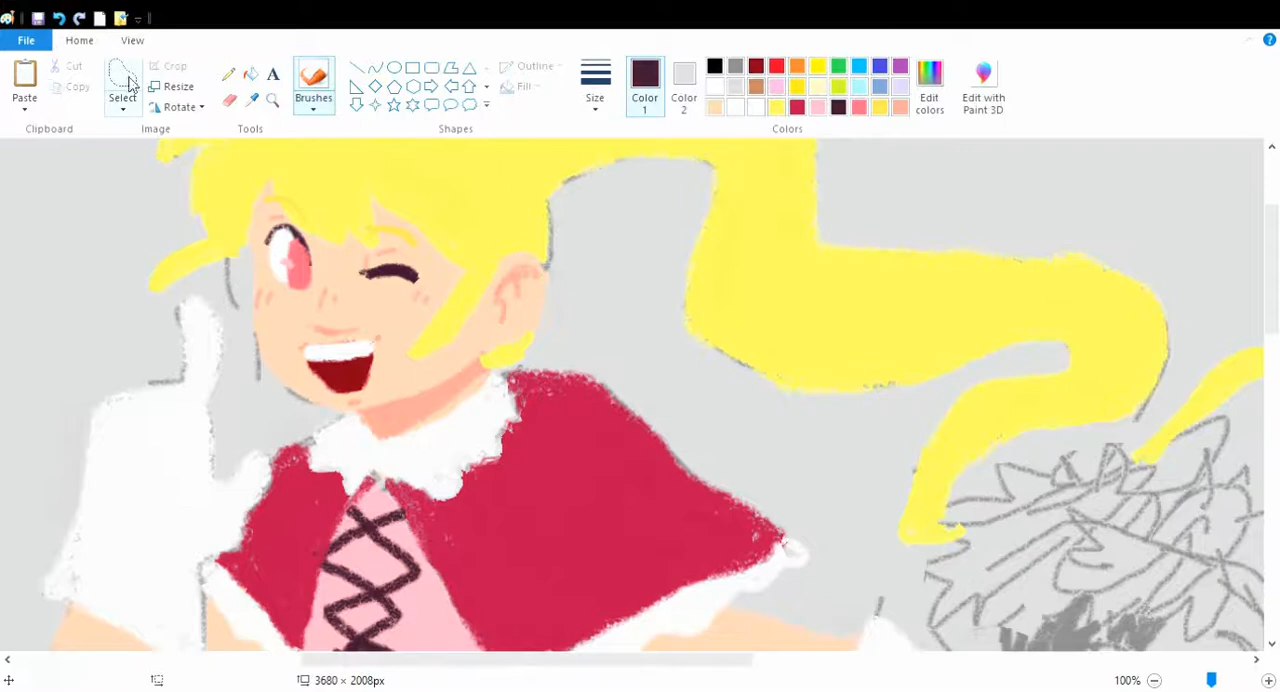 File Home View
Paste Cut Copy Select Crop Resize Rotate A Brushes Outline Fill Size Color 1 Color 2 Edit colors Edit with Paint 3D
Clipboard Image Tools Shapes Colors
3680 × 2008px 100%